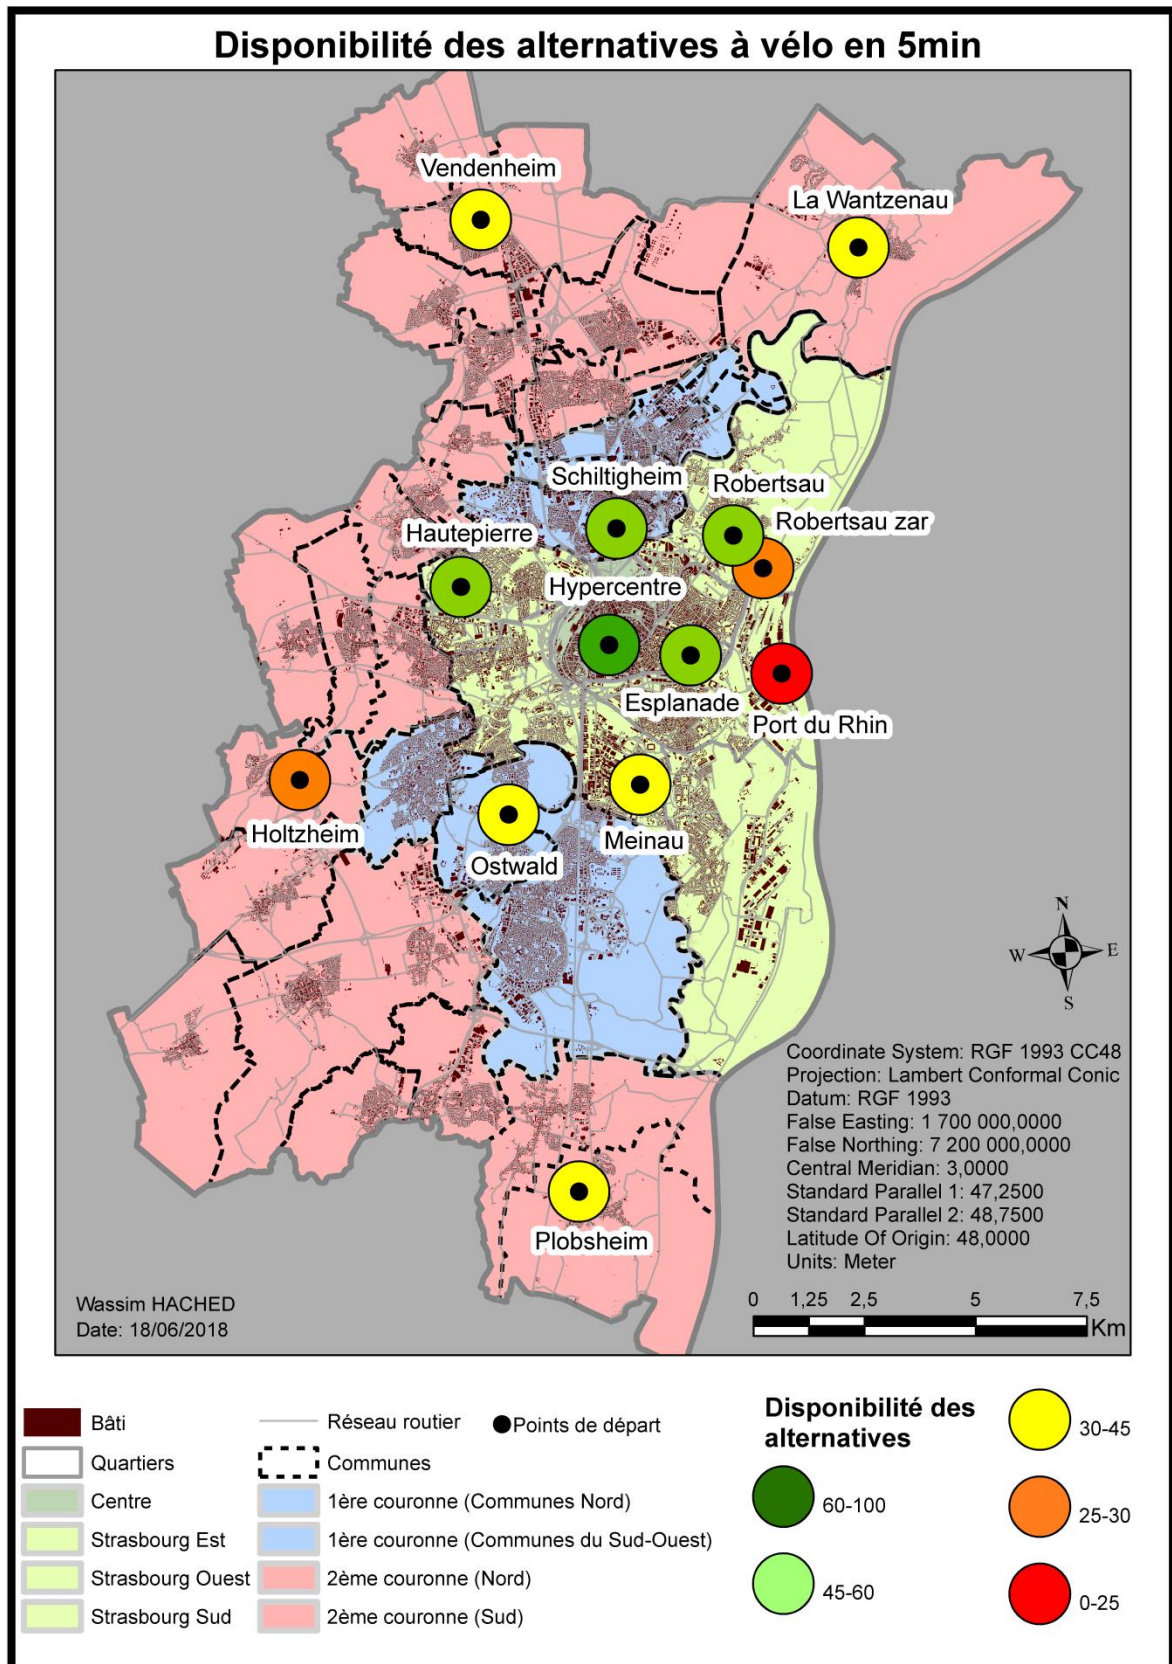 Disponibilité des alternatives à vélo en 5min
Vendenheim
La Wantzenau
Schiltigheim
Robertsau
Robertsau zar
Hautepierre
Hypercentre
Esplanade
Port du Rhin
Holtzheim
Ostwald
Meinau
Plobsheim
N
W
E
S
Coordinate System: RGF 1993 CC48
Projection: Lambert Conformal Conic
Datum: RGF 1993
False Easting: 1 700 000,0000
False Northing: 7 200 000,0000
Central Meridian: 3,0000
Standard Parallel 1: 47,2500
Standard Parallel 2: 48,7500
Latitude Of Origin: 48,0000
Units: Meter
Wassim HACHED
Date: 18/06/2018
0 1,25 2,5 5 7,5
Km
Bâti
Quartiers
Centre
Strasbourg Est
Strasbourg Ouest
Strasbourg Sud
Réseau routier
Points de départ
Communes
1ère couronne (Communes Nord)
1ère couronne (Communes du Sud-Ouest)
2ème couronne (Nord)
2ème couronne (Sud)
Disponibilité des
alternatives
60-100
45-60
30-45
25-30
0-25